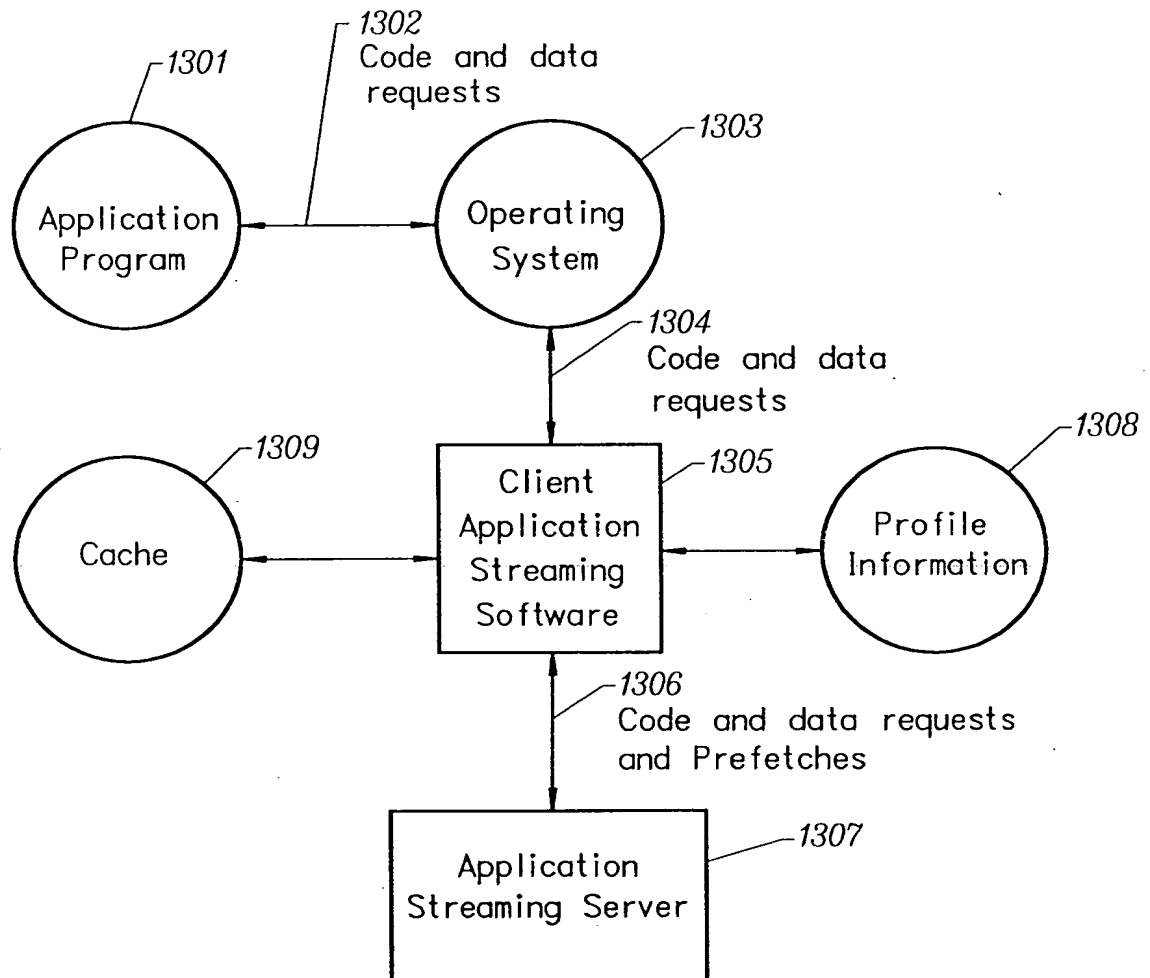 1302
Code and data
requests
1301
1303
Application
Program
Operating
System
1304
Code and data
requests
1309
1305
1308
Cache
Client
Application
Streaming
Software
Profile
Information
1306
Code and data requests
and Prefetches
1307
Application
Streaming Server